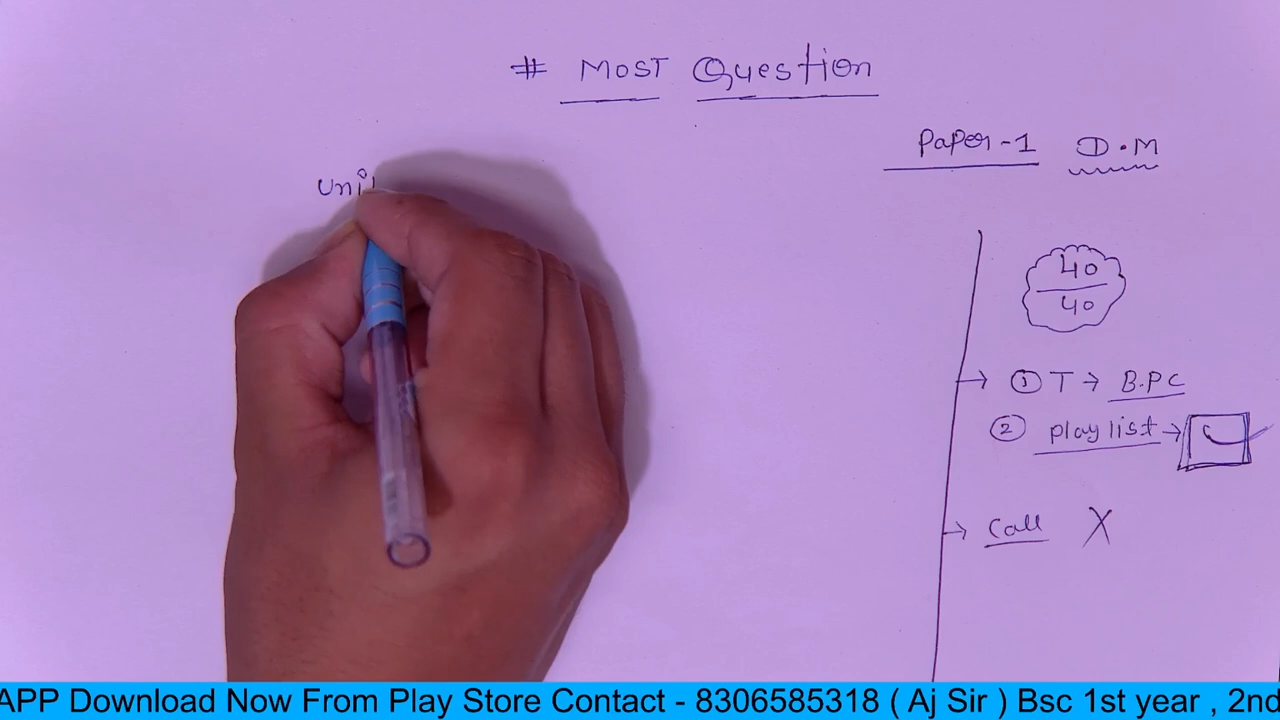 # MOST Question
Paper-1 D.M
Uni
40
40
→ ① T → B.P.C
② Play list →
→ Call X
APP Download Now From Play Store Contact - 8306585318 ( Aj Sir ) Bsc 1st year , 2nd